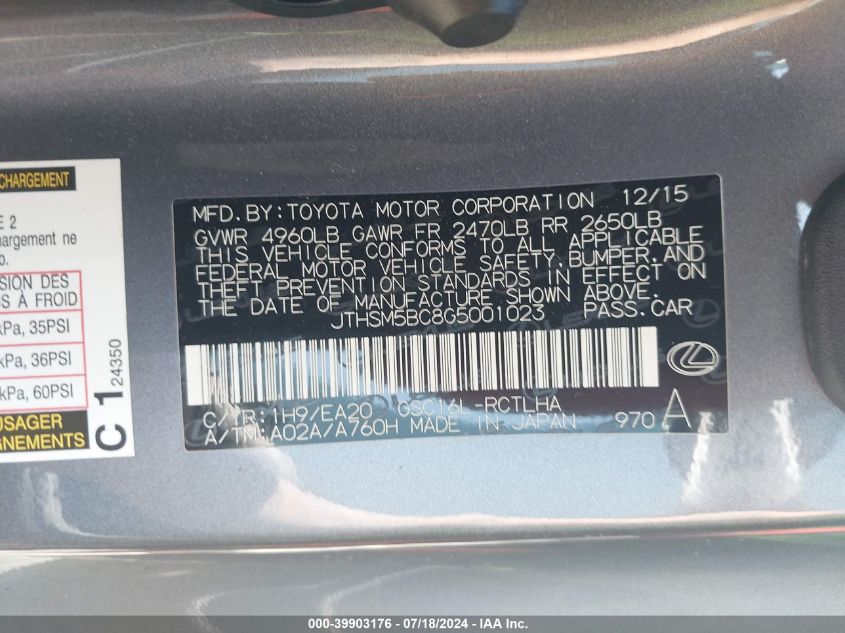 CHARGEMENT
E 2
chargement ne
o.
SION DES
S À FROID
kPa, 35PSI
kPa, 36PSI
kPa, 60PSI
USAGER
GNEMENTS
C 1 24350
MFD.BY:TOYOTA MOTOR CORPORATION 12/15
GVWR 4960LB GAWR FR 2470LB RR 2650LB
THIS VEHICLE CONFORMS TO ALL APPLICABLE
FEDERAL MOTOR VEHICLE SAFETY,BUMPER,AND
THEFT PREVENTION STANDARDS IN EFFECT ON
THE DATE OF MANUFACTURE SHOWN ABOVE.
JTHSM5BC8G5001023 PASS.CAR
C/TR:1H9/EA20 GSC16L-RCTLHA
A/TM:A02A/A760H MADE IN JAPAN 970 A
000-39903176 - 07/18/2024 - IAA Inc.